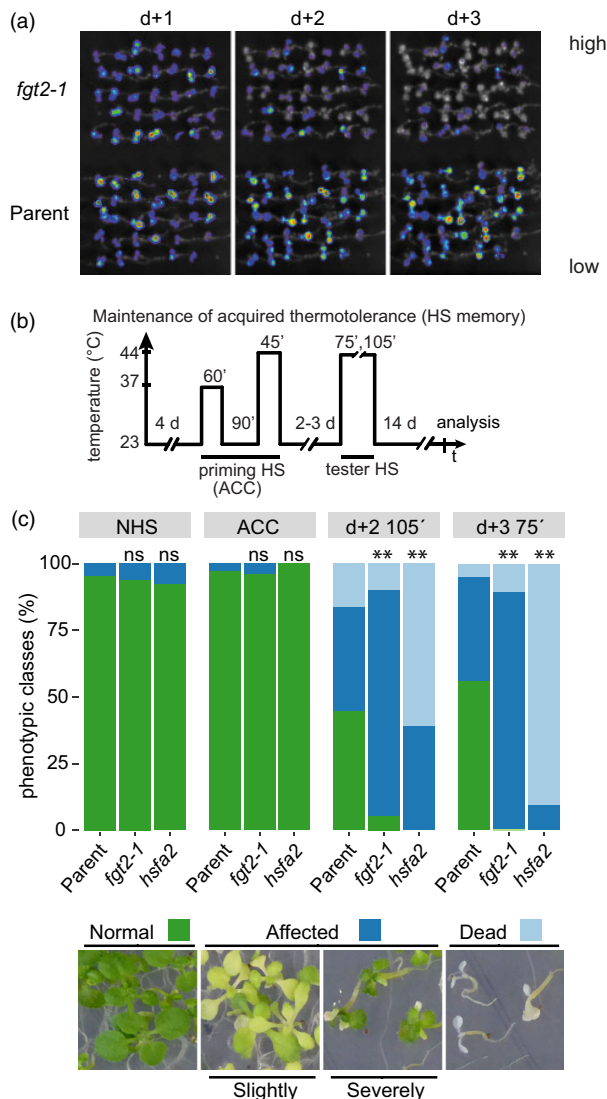 (a)
d+1 d+2 d+3
high
fgt2-1
Parent
low
(b)
Maintenance of acquired thermotolerance (HS memory)
temperature (°C)
44
37
23
4 d
60’
90’
45’
2-3 d
75’,105’
14 d
analysis
t
priming HS
(ACC)
tester HS
(c)
NHS ACC d+2 105´ d+3 75´
ns ns ns ns ** ** ** **
phenotypic classes (%)
100
75
50
25
0
Parent fgt2-1 hsfa2 Parent fgt2-1 hsfa2 Parent fgt2-1 hsfa2 Parent fgt2-1 hsfa2
Normal Affected Dead
Slightly Severely